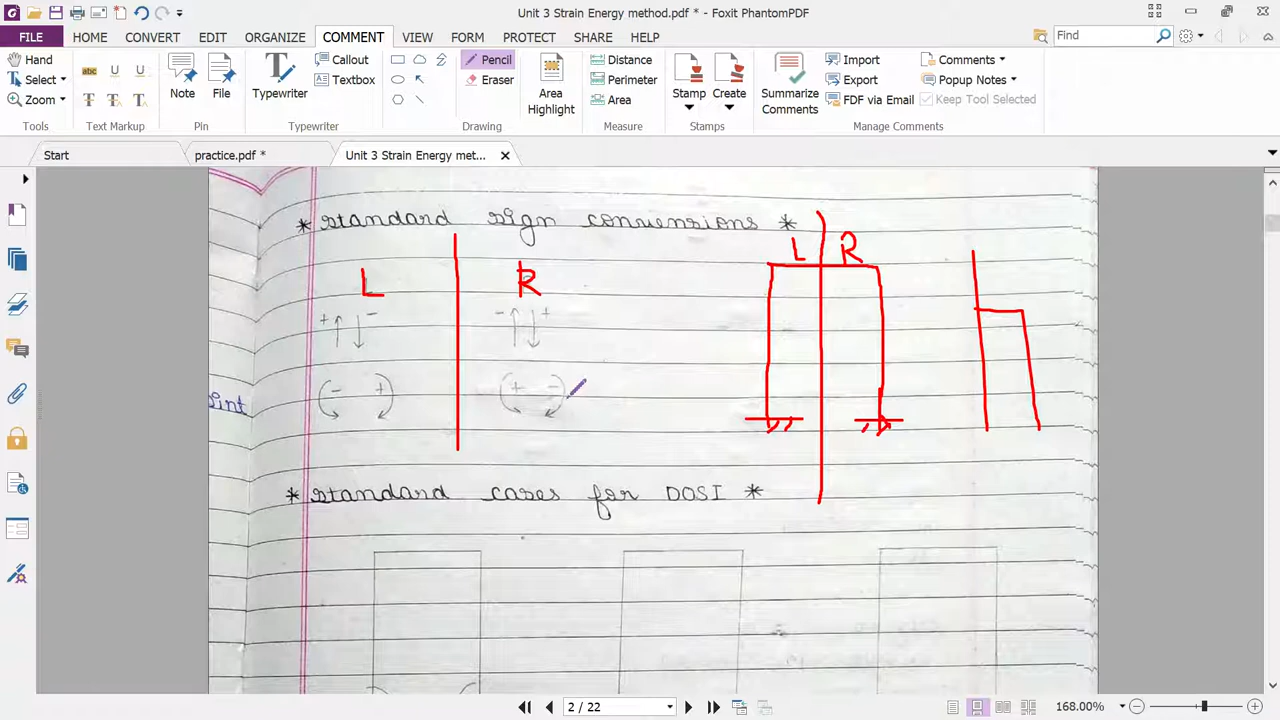 Unit 3 Strain Energy method.pdf * - Foxit PhantomPDF
FILE HOME CONVERT EDIT ORGANIZE COMMENT VIEW FORM PROTECT SHARE HELP Find
Hand Select Zoom Tools
Text Markup
Note File Pin
Typewriter Callout Textbox Typewriter
Area Highlight Pencil Eraser Drawing
Distance Perimeter Area Measure
Stamp Create Stamps
Summarize Comments Import Export FDF via Email Comments Popup Notes Keep Tool Selected Manage Comments
Start practice.pdf * Unit 3 Strain Energy met...
* standard sign convensions *
L R
L R
+ - - +
- + + -
* standard cases for DOSI *
2 / 22 168.00%